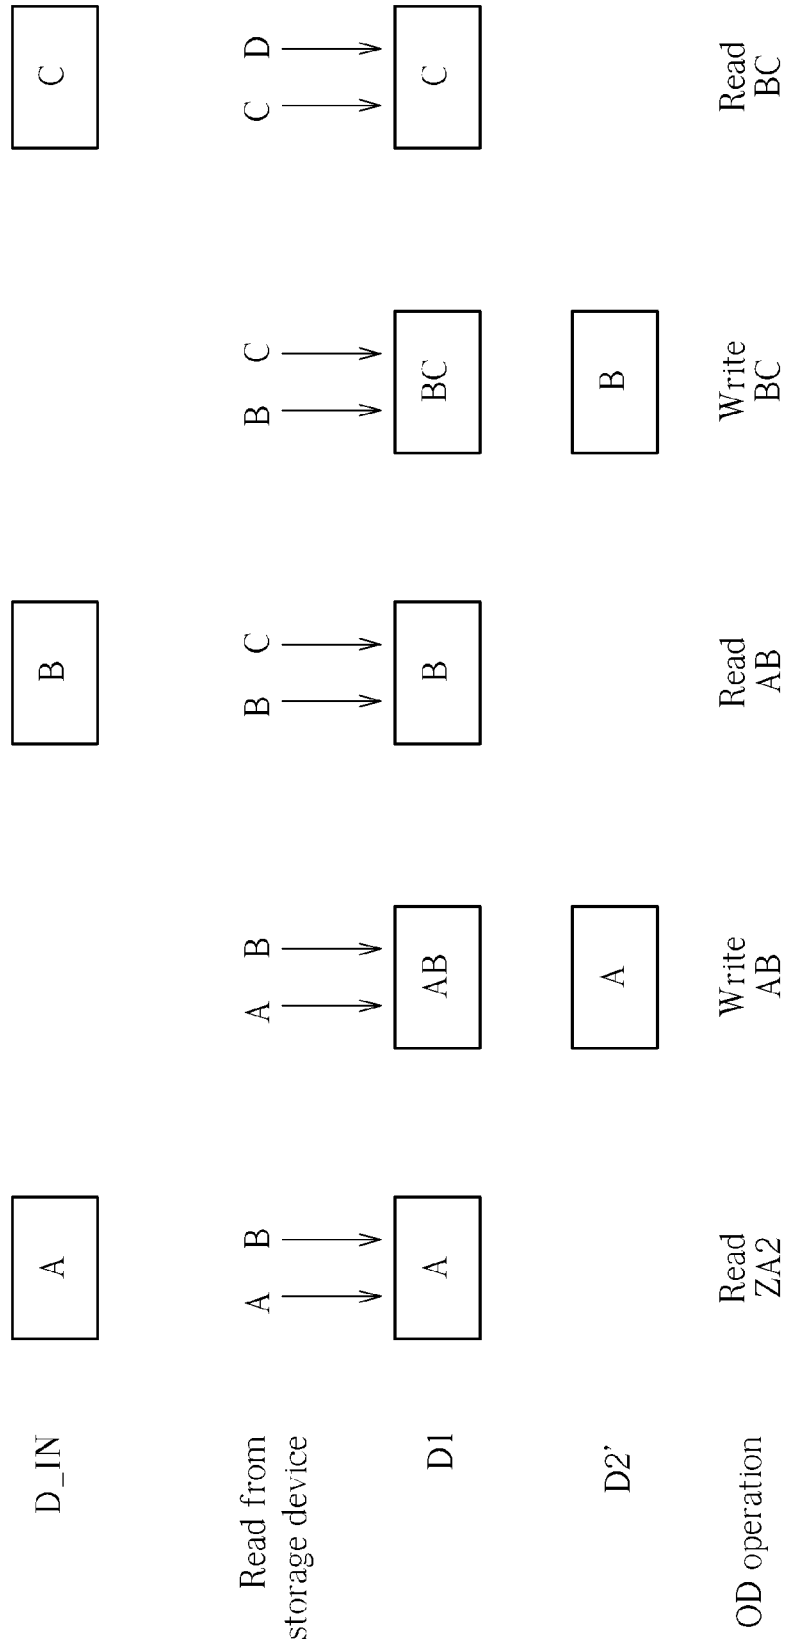 D_IN
A
B
C
Read from
storage device
A B
A B
B C
B C
C D
D1
A
AB
B
BC
C
D2'
A
B
OD operation
Read
ZA2
Write
AB
Read
AB
Write
BC
Read
BC